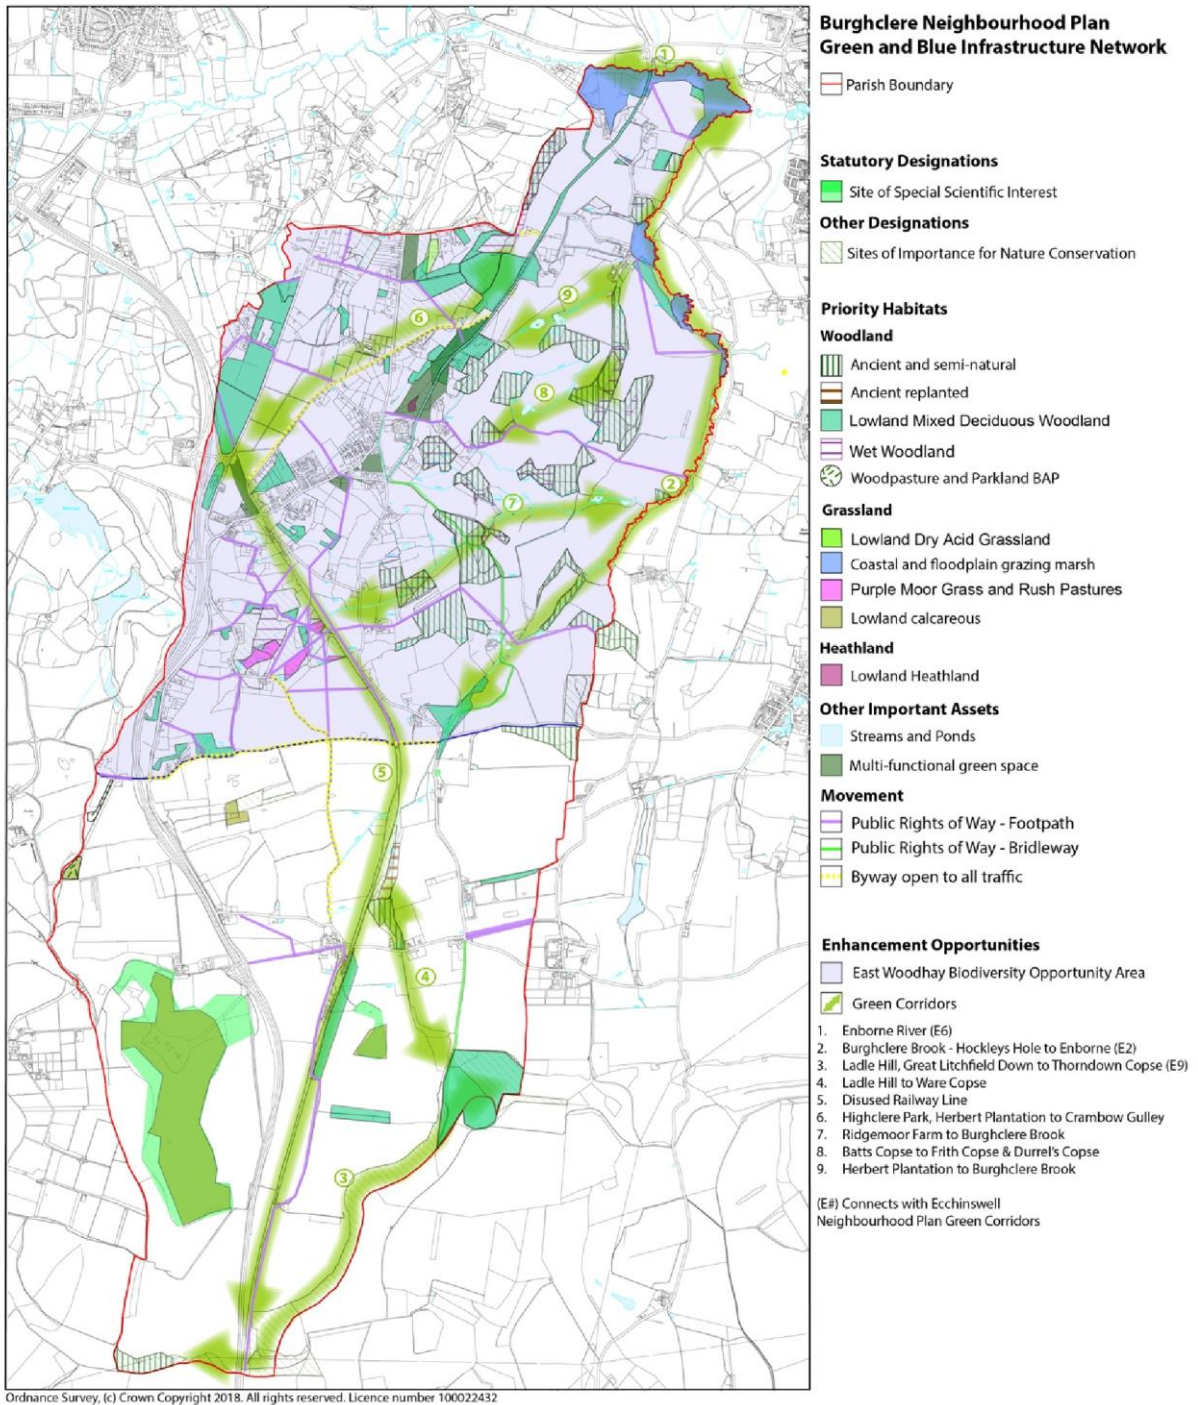 Burghclere Neighbourhood Plan
Green and Blue Infrastructure Network
Parish Boundary
Statutory Designations
Site of Special Scientific Interest
Other Designations
Sites of Importance for Nature Conservation
Priority Habitats
Woodland
Ancient and semi-natural
Ancient replanted
Lowland Mixed Deciduous Woodland
Wet Woodland
Woodpasture and Parkland BAP
Grassland
Lowland Dry Acid Grassland
Coastal and floodplain grazing marsh
Purple Moor Grass and Rush Pastures
Lowland calcareous
Heathland
Lowland Heathland
Other Important Assets
Streams and Ponds
Multi-functional green space
Movement
Public Rights of Way - Footpath
Public Rights of Way - Bridleway
Byway open to all traffic
Enhancement Opportunities
East Woodhay Biodiversity Opportunity Area
Green Corridors
1. Enborne River (E6)
2. Burghclere Brook - Hockleys Hole to Enborne (E2)
3. Ladle Hill, Great Litchfield Down to Thorndown Copse (E9)
4. Ladle Hill to Ware Copse
5. Disused Railway Line
6. Highclere Park, Herbert Plantation to Crambow Gulley
7. Ridgemoor Farm to Burghclere Brook
8. Batts Copse to Frith Copse & Durrel's Copse
9. Herbert Plantation to Burghclere Brook
(E#) Connects with Ecchinswell
Neighbourhood Plan Green Corridors
1
9
6
8
2
7
5
4
3
Ordnance Survey, (c) Crown Copyright 2018. All rights reserved. Licence number 100022432